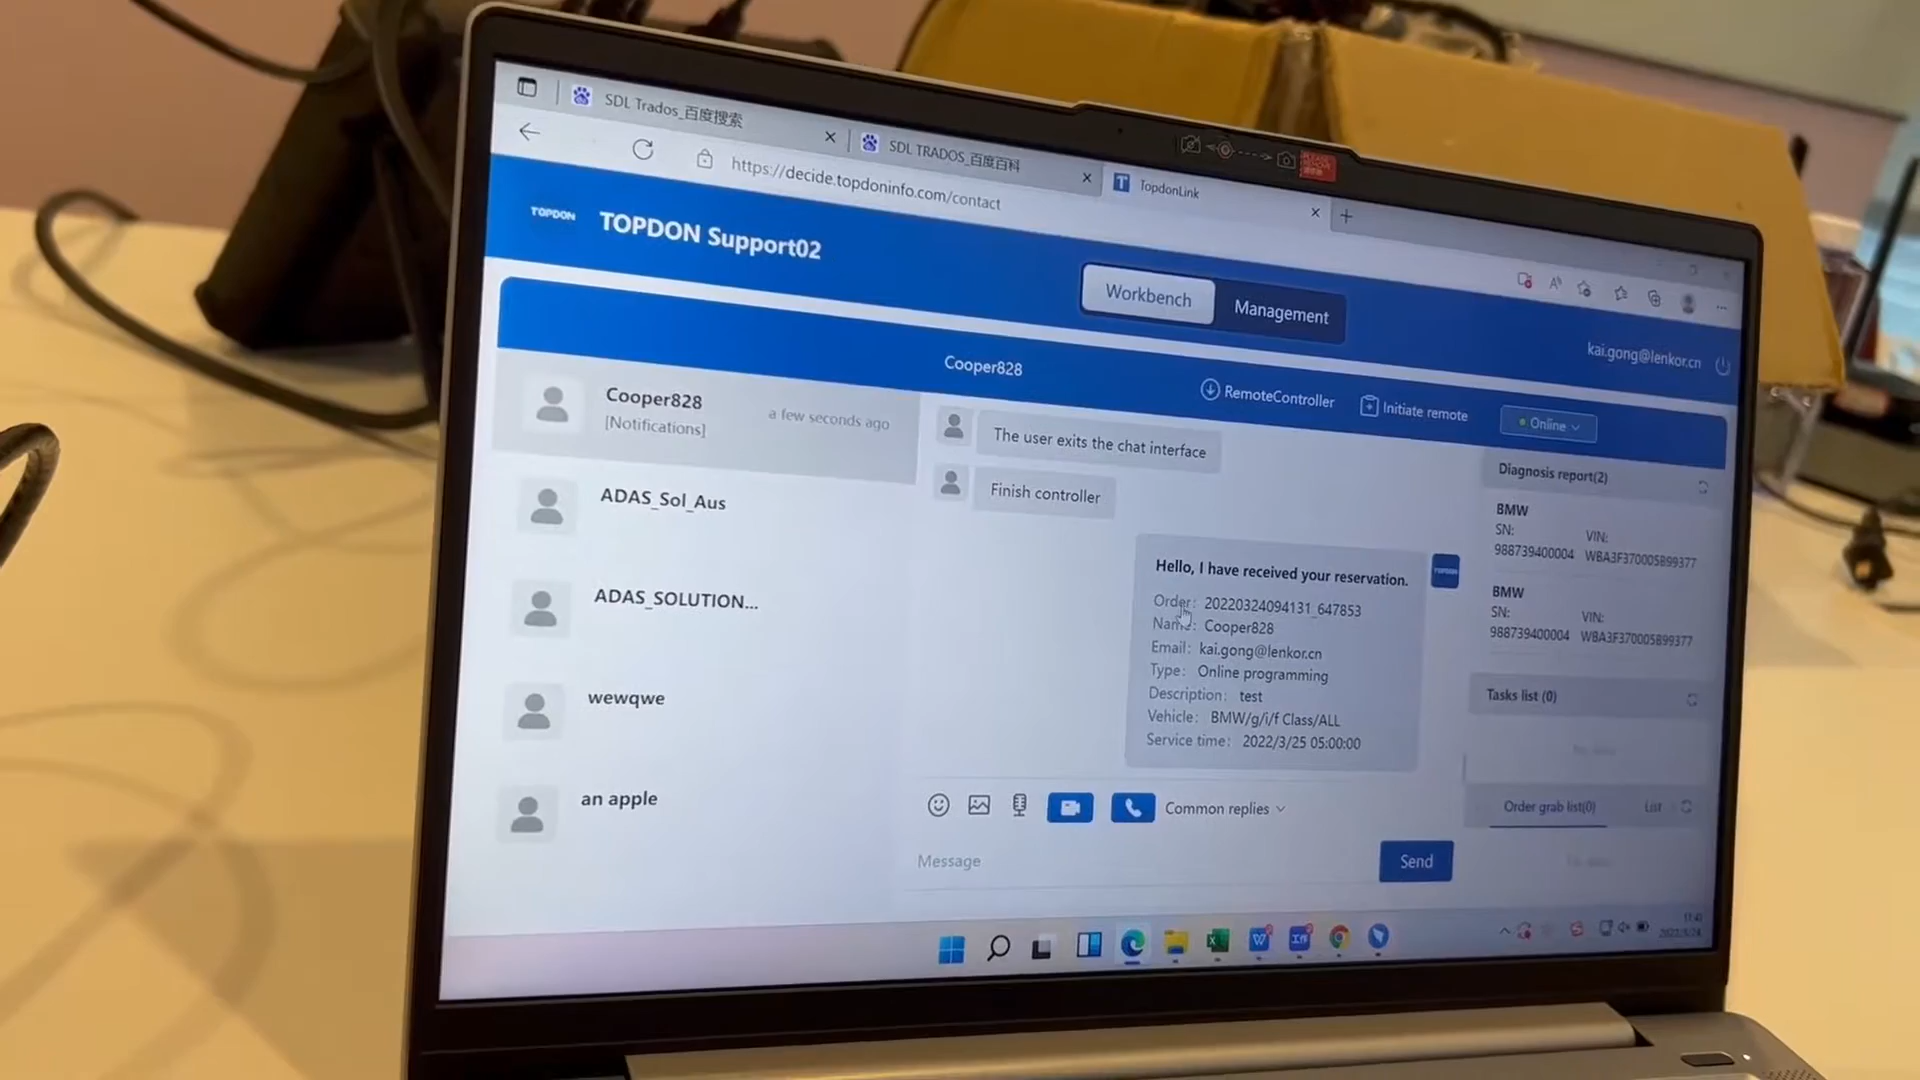 SDL Trados_百度搜索
SDL TRADOS_百度百科
TopdonLink
https://decide.topdoninfo.com/contact
TOPDON
TOPDON Support02
Workbench
Management
kai.gong@lenkor.cn
Cooper828
RemoteController
Initiate remote
Online
Cooper828
a few seconds ago
[Notifications]
ADAS_Sol_Aus
ADAS_SOLUTION...
wewqwe
an apple
The user exits the chat interface
Finish controller
Hello, I have received your reservation.
Order: 20220324094131_647853
Name: Cooper828
Email: kai.gong@lenkor.cn
Type: Online programming
Description: test
Vehicle: BMW/g/i/f Class/ALL
Service time: 2022/3/25 05:00:00
TOPDON
Common replies
Message
Send
Diagnosis report(2)
BMW
SN: VIN:
988739400004 WBA3F370005B99377
BMW
SN: VIN:
988739400004 WBA3F370005B99377
Tasks list (0)
Order grab list(0) List